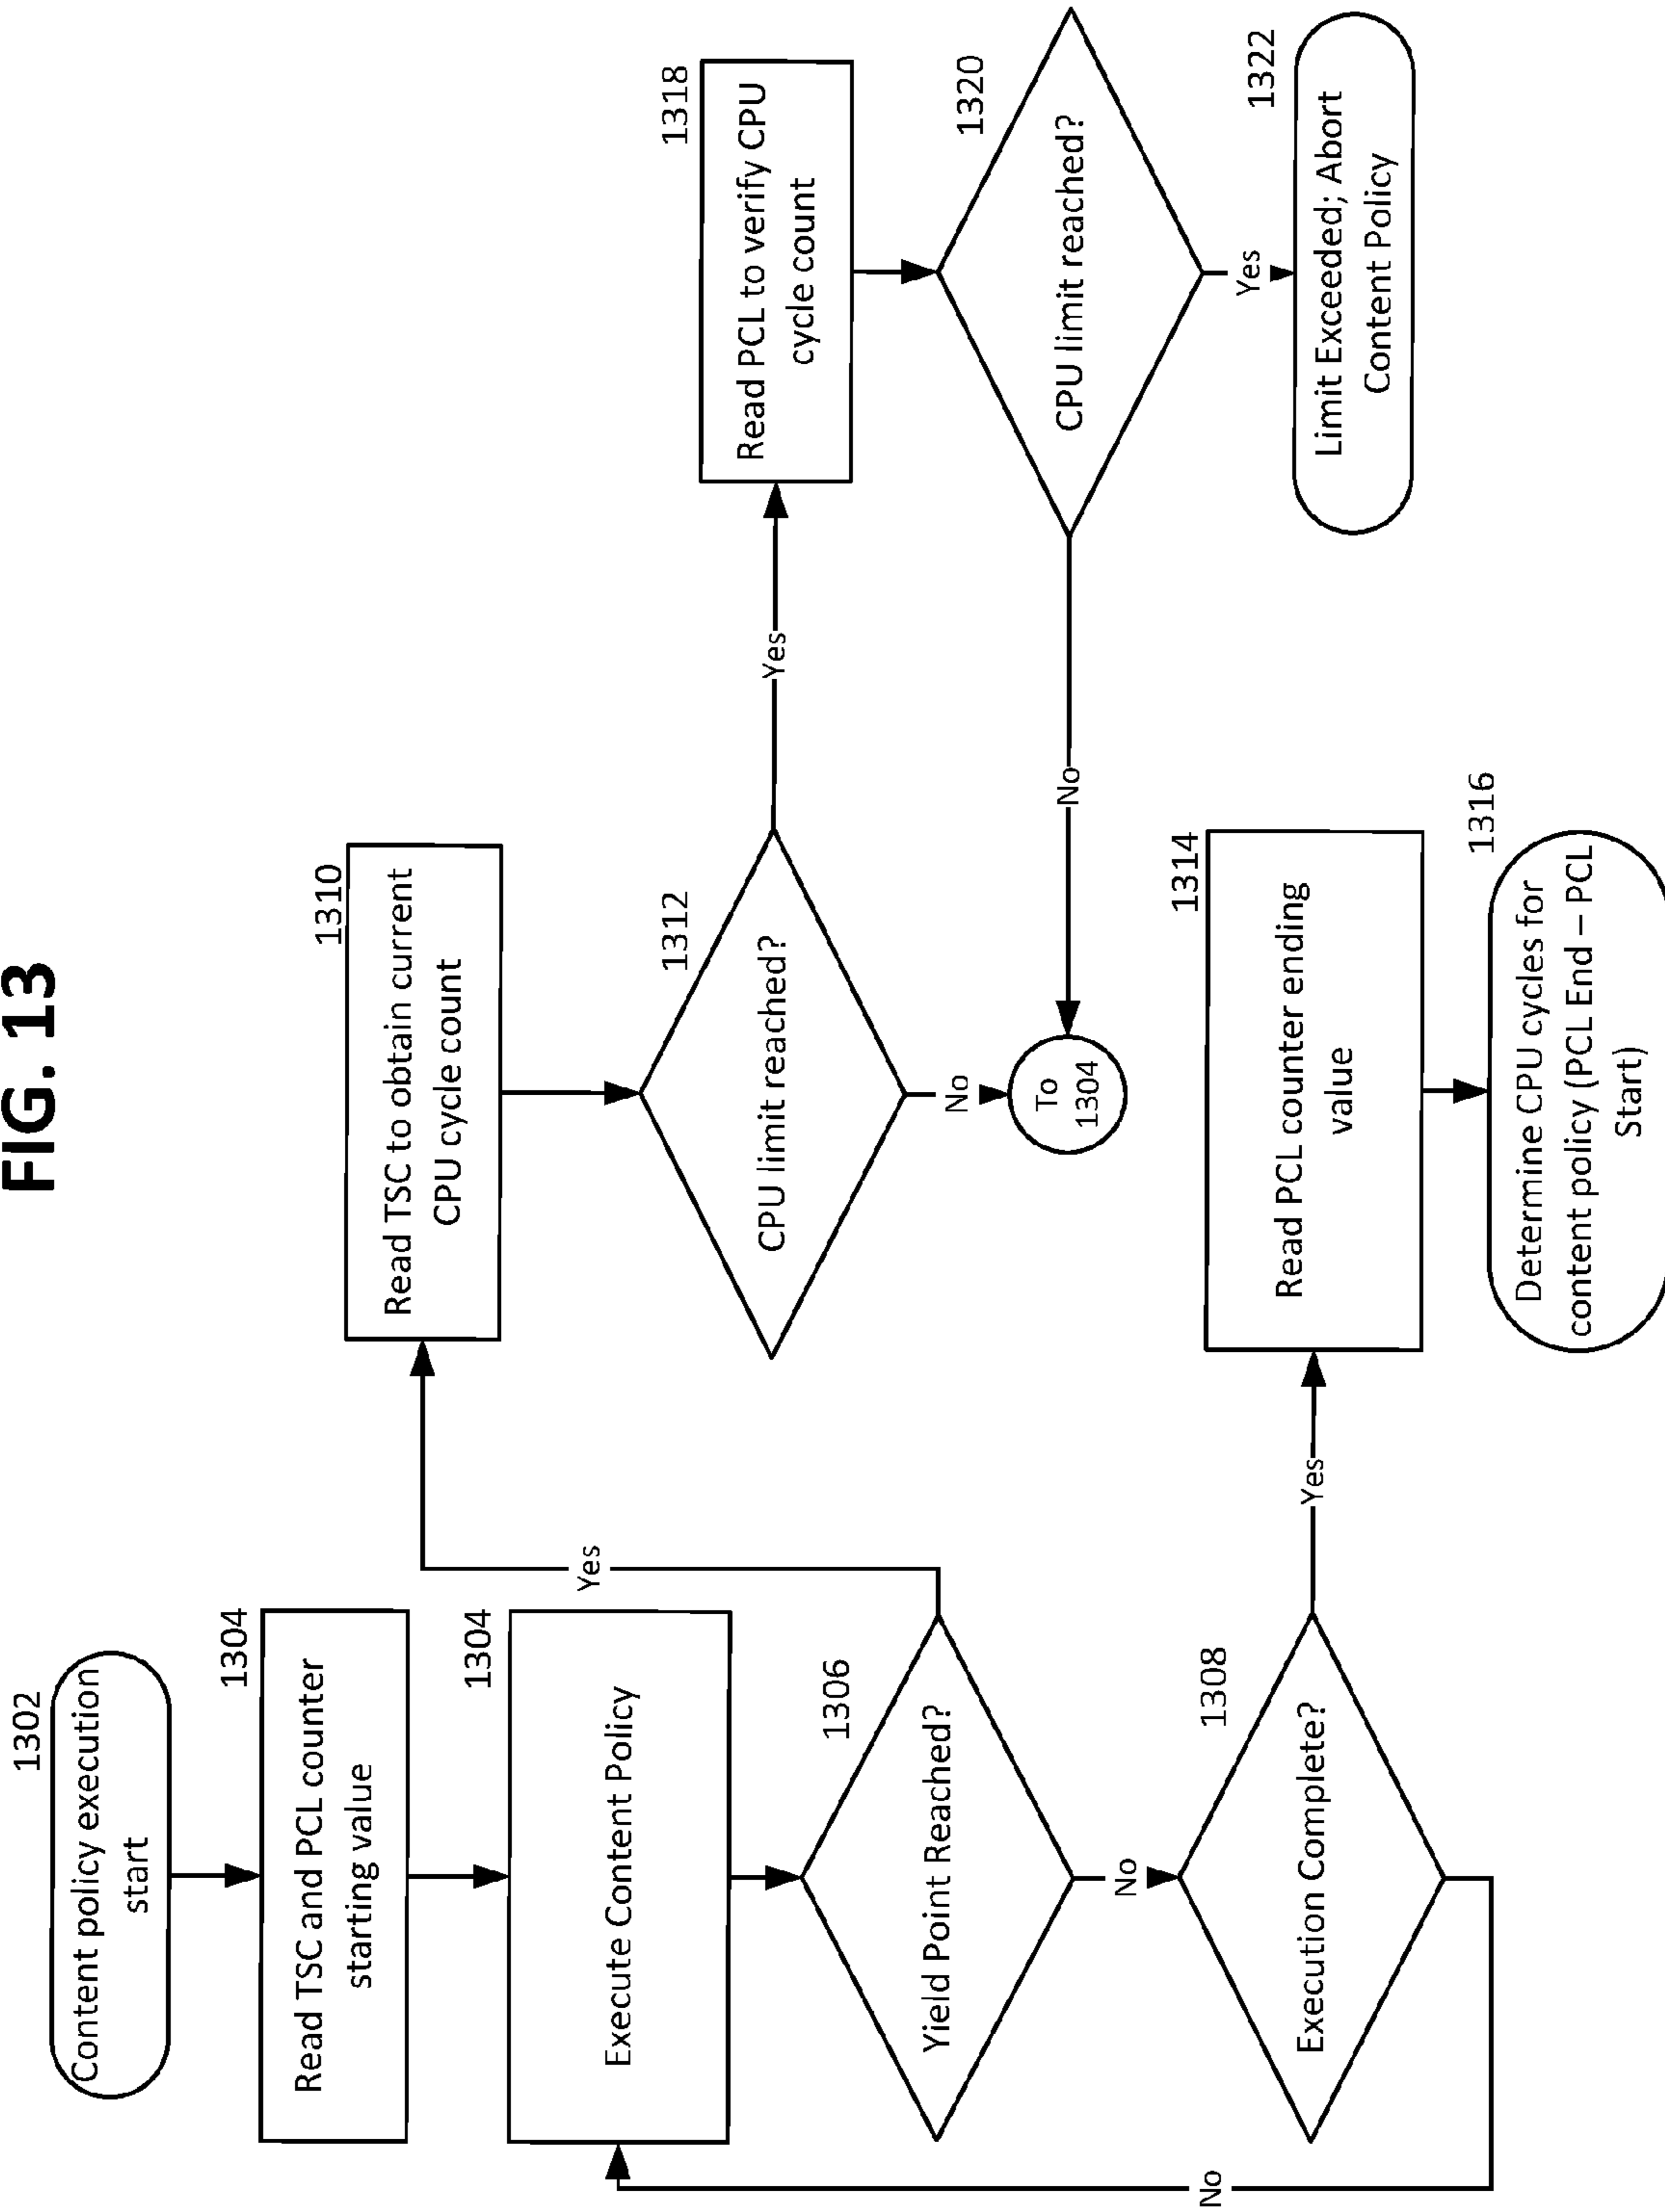 FIG. 13
1302
Content policy execution
start
1304
Read TSC and PCL counter
starting value
1304
Execute Content Policy
1306
Yield Point Reached?
Yes
No
1308
Execution Complete?
Yes
No
1310
Read TSC to obtain current
CPU cycle count
1312
CPU limit reached?
Yes
No
To
1304
1314
Read PCL counter ending
value
1316
Determine CPU cycles for
content policy (PCL End – PCL
Start)
1318
Read PCL to verify CPU
cycle count
1320
CPU limit reached?
No
Yes
1322
Limit Exceeded; Abort
Content Policy